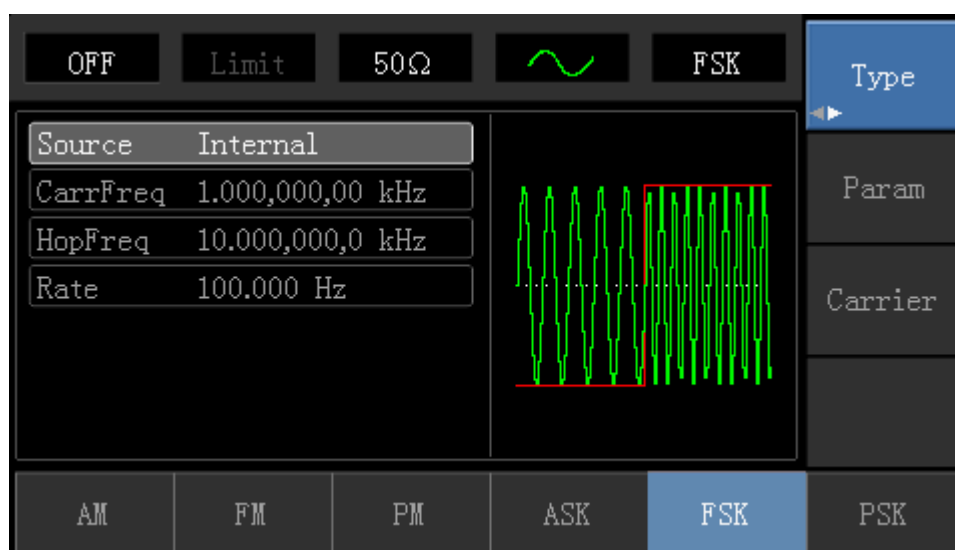 OFF Limit 50Ω FSK Type
Source Internal
CarrFreq 1.000,000,00 kHz
HopFreq 10.000,000,0 kHz
Rate 100.000 Hz
Param
Carrier
AM FM PM ASK FSK PSK